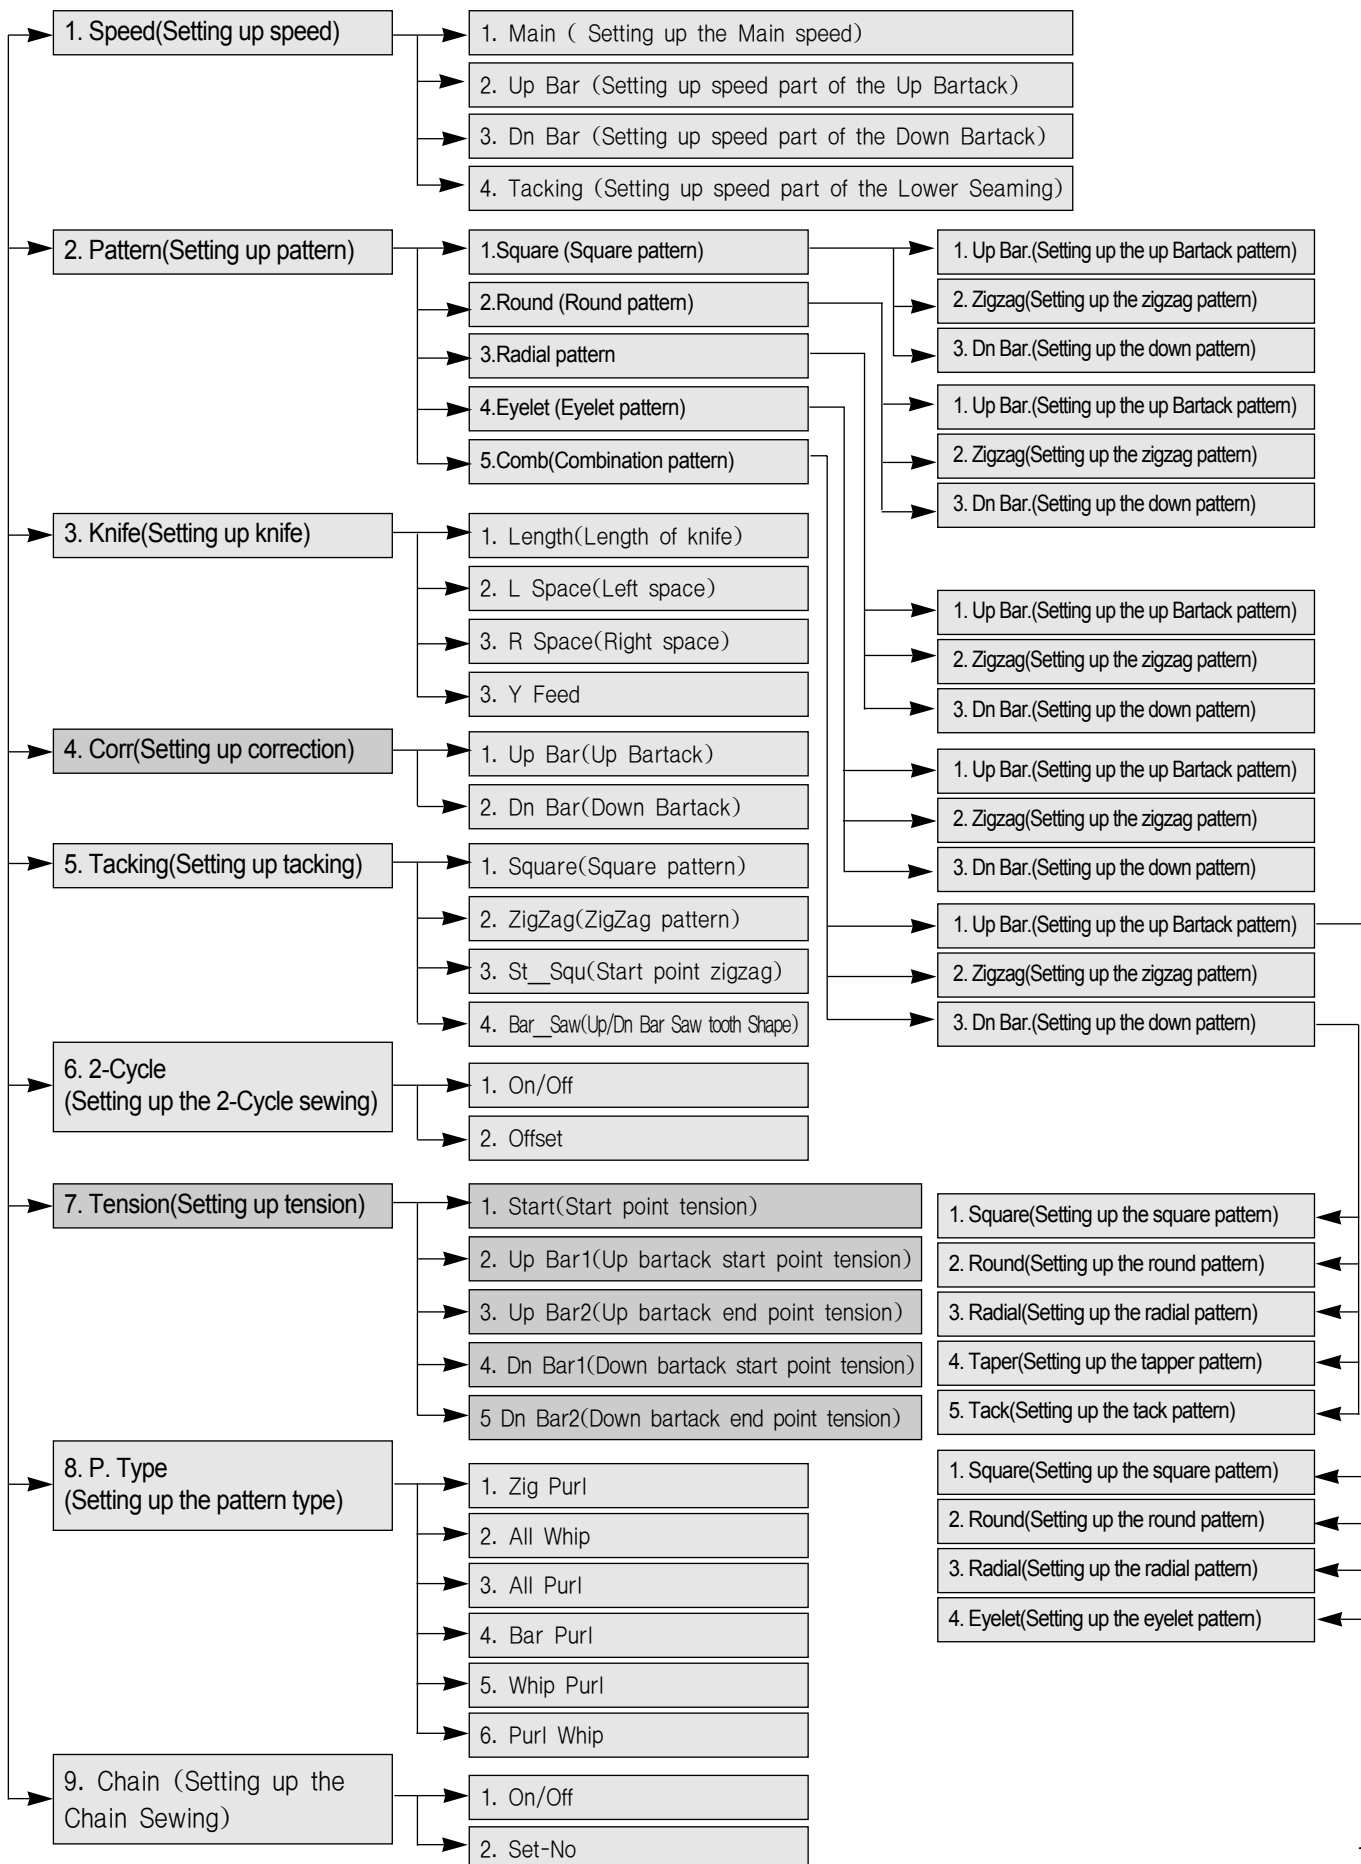 1. Speed(Setting up speed)
1. Main ( Setting up the Main speed)
2. Up Bar (Setting up speed part of the Up Bartack)
3. Dn Bar (Setting up speed part of the Down Bartack)
4. Tacking (Setting up speed part of the Lower Seaming)
2. Pattern(Setting up pattern)
1.Square (Square pattern)
2.Round (Round pattern)
3.Radial pattern
4.Eyelet (Eyelet pattern)
5.Comb(Combination pattern)
1. Up Bar.(Setting up the up Bartack pattern)
2. Zigzag(Setting up the zigzag pattern)
3. Dn Bar.(Setting up the down pattern)
1. Up Bar.(Setting up the up Bartack pattern)
2. Zigzag(Setting up the zigzag pattern)
3. Dn Bar.(Setting up the down pattern)
1. Up Bar.(Setting up the up Bartack pattern)
2. Zigzag(Setting up the zigzag pattern)
3. Dn Bar.(Setting up the down pattern)
1. Up Bar.(Setting up the up Bartack pattern)
2. Zigzag(Setting up the zigzag pattern)
3. Dn Bar.(Setting up the down pattern)
1. Up Bar.(Setting up the up Bartack pattern)
2. Zigzag(Setting up the zigzag pattern)
3. Dn Bar.(Setting up the down pattern)
1. Square(Setting up the square pattern)
2. Round(Setting up the round pattern)
3. Radial(Setting up the radial pattern)
4. Taper(Setting up the tapper pattern)
5. Tack(Setting up the tack pattern)
1. Square(Setting up the square pattern)
2. Round(Setting up the round pattern)
3. Radial(Setting up the radial pattern)
4. Eyelet(Setting up the eyelet pattern)
3. Knife(Setting up knife)
1. Length(Length of knife)
2. L Space(Left space)
3. R Space(Right space)
3. Y Feed
4. Corr(Setting up correction)
1. Up Bar(Up Bartack)
2. Dn Bar(Down Bartack)
5. Tacking(Setting up tacking)
1. Square(Square pattern)
2. ZigZag(ZigZag pattern)
3. St__Squ(Start point zigzag)
4. Bar__Saw(Up/Dn Bar Saw tooth Shape)
6. 2-Cycle
(Setting up the 2-Cycle sewing)
1. On/Off
2. Offset
7. Tension(Setting up tension)
1. Start(Start point tension)
2. Up Bar1(Up bartack start point tension)
3. Up Bar2(Up bartack end point tension)
4. Dn Bar1(Down bartack start point tension)
5 Dn Bar2(Down bartack end point tension)
8. P. Type
(Setting up the pattern type)
1. Zig Purl
2. All Whip
3. All Purl
4. Bar Purl
5. Whip Purl
6. Purl Whip
9. Chain (Setting up the
Chain Sewing)
1. On/Off
2. Set-No